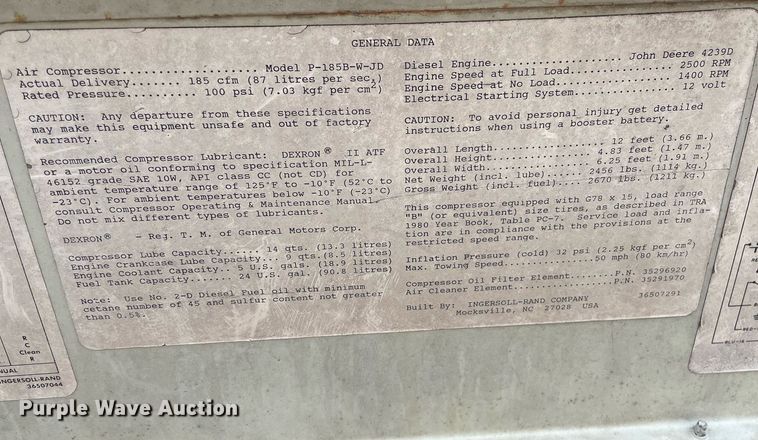 GENERAL DATA
Air Compressor.................. Model P-185B-W-JD
Actual Delivery ....... 185 cfm (87 litres per sec.)
Rated Pressure......... 100 psi (7.03 kgf per cm²)
CAUTION: Any departure from these specifications
may make this equipment unsafe and out of factory
warranty.
Recommended Compressor Lubricant: DEXRON® II ATF
or a motor oil conforming to specification MIL-L-
46152 grade SAE 10W, API class CC (not CD) for
ambient temperature range of 125°F to -10°F (52°C to
-23°C). For ambient temperatures below -10°F (-23°C)
consult Compressor Operating & Maintenance Manual.
Do not mix different types of lubricants.
DEXRON® - Reg. T. M. of General Motors Corp.
Compressor Lube Capacity...... 14 qts. (13.3 litres)
Engine Crankcase Lube Capacity... 9 qts.(8.5 litres)
Engine Coolant Capacity.. 5 U.S. gals. (18.9 litres)
Fuel Tank Capacity....... 24 U.S. gal. (90.8 litres)
Note: Use No. 2-D Diesel Fuel oil with minimum
cetane number of 45 and sulfur content not greater
than 0.5%.
Diesel Engine.................. John Deere 4239D
Engine Speed at Full Load............... 2500 RPM
Engine Speed at No Load................. 1400 RPM
Electrical Starting System............... 12 volt
CAUTION: To avoid personal injury get detailed
instructions when using a booster battery.
Overall Length................. 12 feet (3.66 m.)
Overall Height............... 4.83 feet (1.47 m.)
Overall Width................ 6.25 feet (1.91 m.)
Net Weight (incl. lube)...... 2456 lbs. (1114 kg.)
Gross Weight (incl. fuel).... 2670 lbs. (1211 kg.)
This compressor equipped with G78 x 15, load range
"B" (or equivalent) size tires, as described in TRA
1980 Year Book, Table PC-7. Service load and infla-
tion are in compliance with the provisions at the
restricted speed range.
Inflation Pressure (cold) 32 psi (2.25 kgf per cm²)
Max. Towing Speed.............. 50 mph (80 km/hr)
Compressor Oil Filter Element....... P.N. 35296920
Air Cleaner Element................. P.N. 35291970
36507291
Built By: INGERSOLL-RAND COMPANY
Mocksville, NC 27028 USA
R
C
Clean
R
INGERSOLL-RAND
36507044
Purple Wave Auction